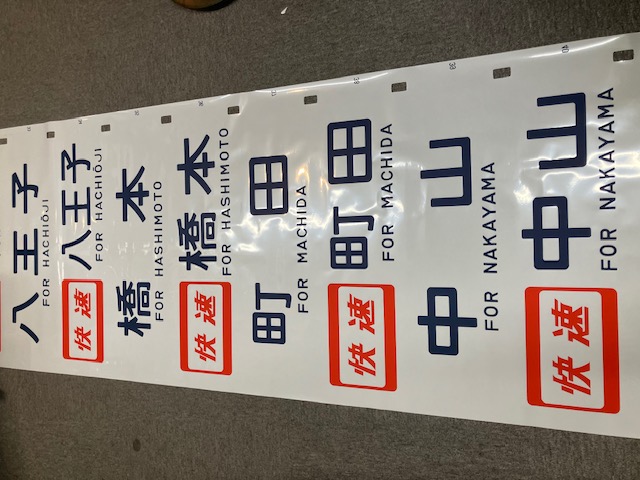 八王子
FOR HACHIOJI
快速 八王子
FOR HACHIOJI
橋本
FOR HASHIMOTO
快速 橋本
FOR HASHIMOTO
町田
FOR MACHIDA
快速 町田
FOR MACHIDA
中山
FOR NAKAYAMA
快速 中山
FOR NAKAYAMA